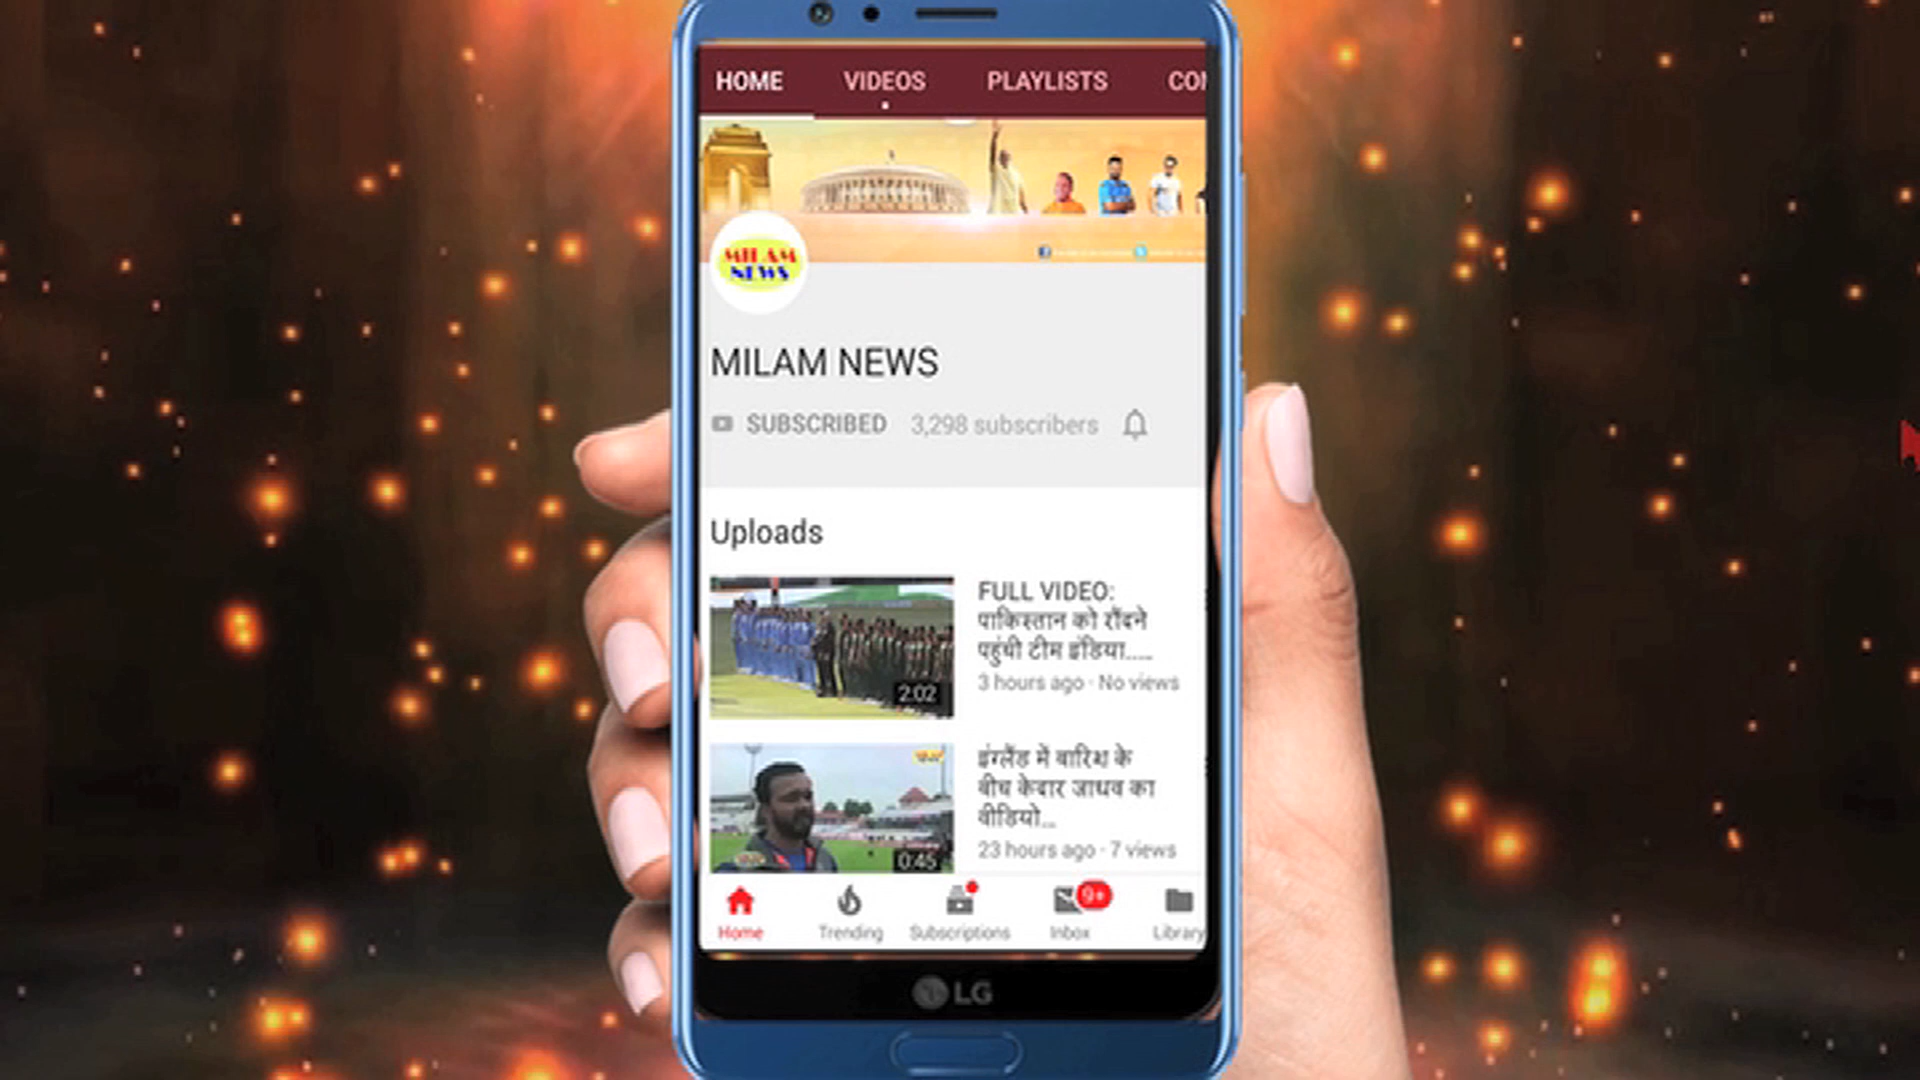 HOME VIDEOS PLAYLISTS
MILAM
NEWS
MILAM NEWS
SUBSCRIBED 3,298 subscribers
Uploads
FULL VIDEO:
पाकिस्तान को रौंदने
पहुंची टीम इंडिया.....
3 hours ago · No views
2:02
इंग्लैंड में बारिश के
बीच केदार जाधव का
वीडियो...
23 hours ago · 7 views
0:45
9+
Home Trending Subscriptions Inbox Library
LG